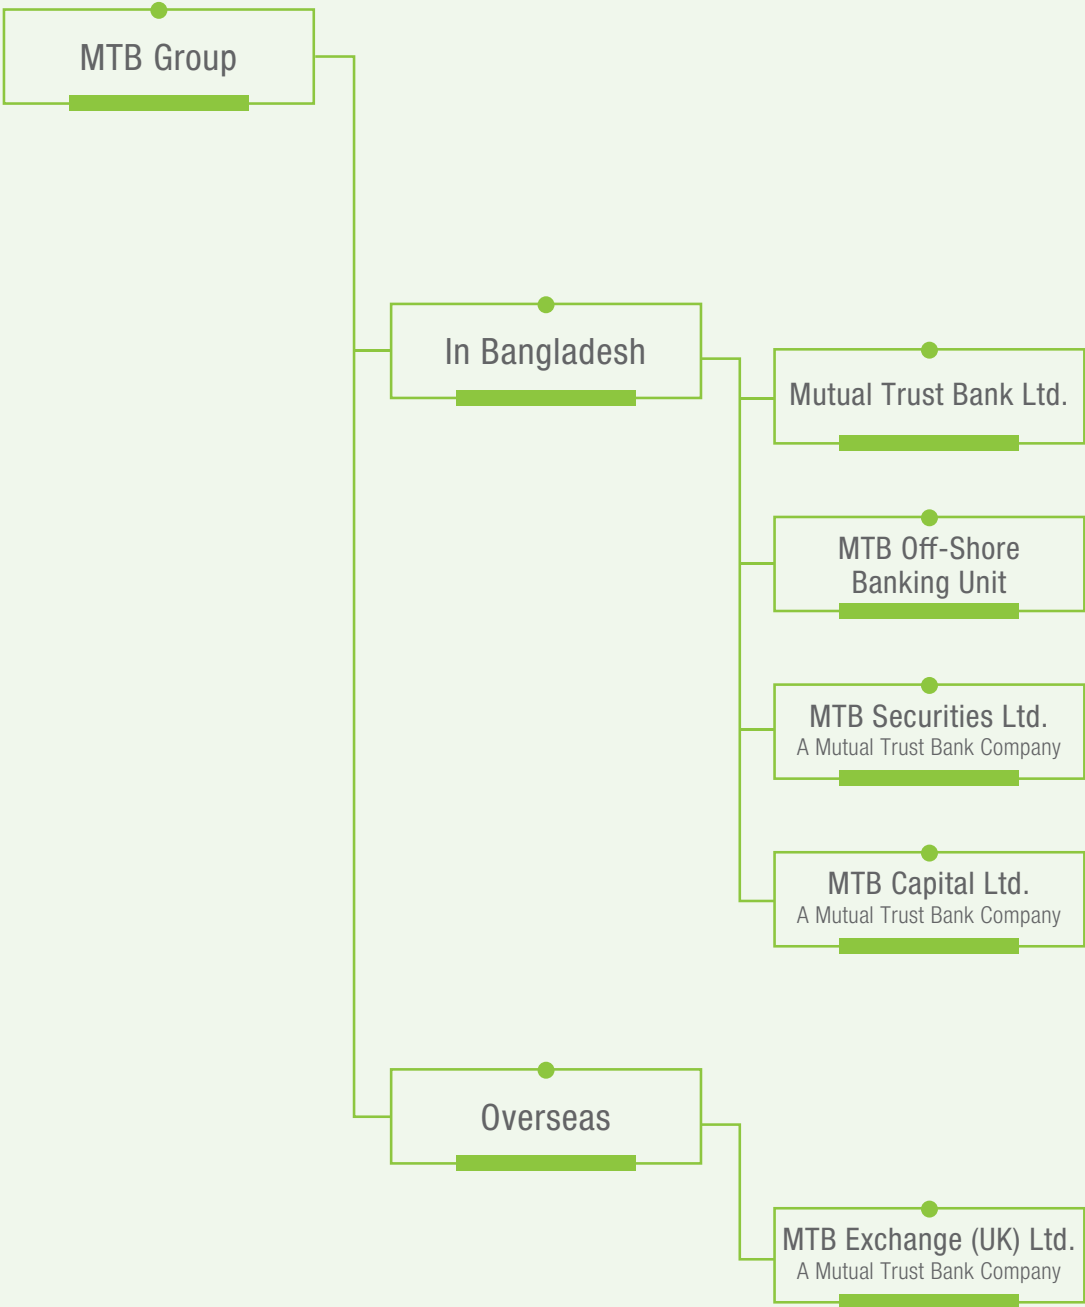 MTB Group
In Bangladesh
Mutual Trust Bank Ltd.
MTB Off-Shore
Banking Unit
MTB Securities Ltd.
A Mutual Trust Bank Company
MTB Capital Ltd.
A Mutual Trust Bank Company
Overseas
MTB Exchange (UK) Ltd.
A Mutual Trust Bank Company